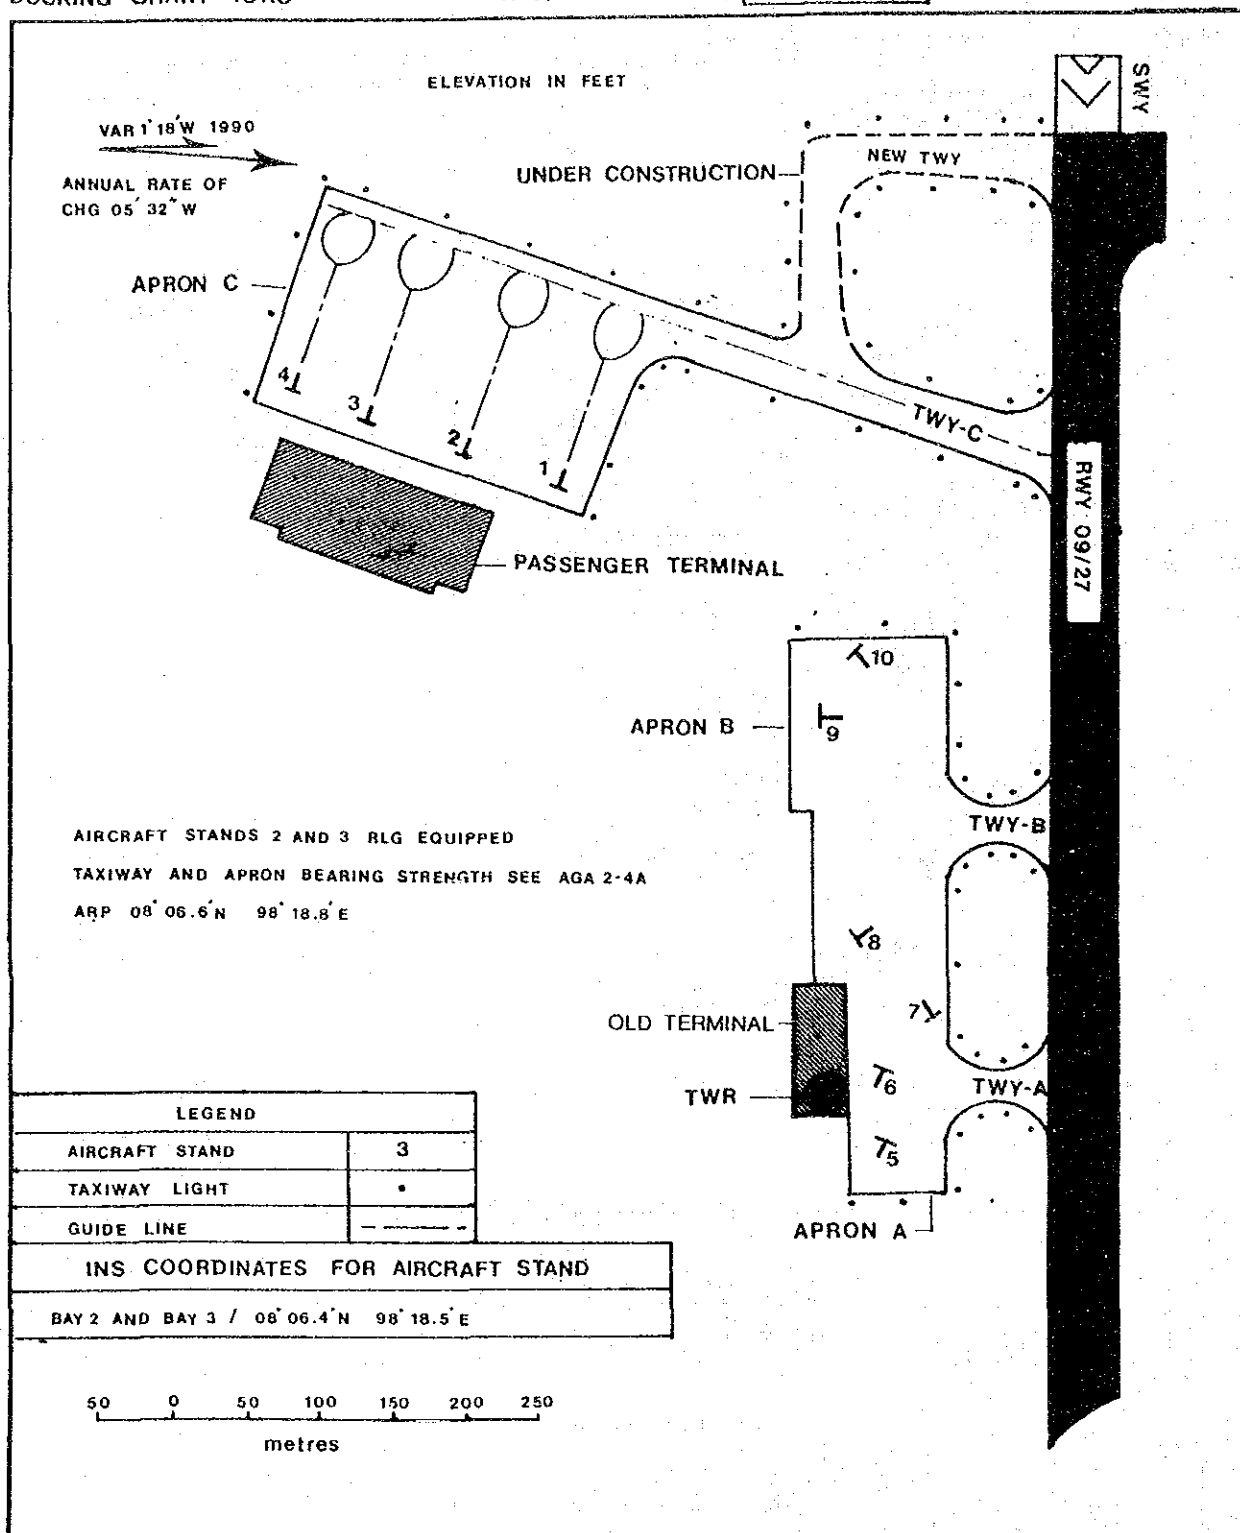 ELEVATION IN FEET
SWY
VAR 1°18'W 1990
ANNUAL RATE OF
CHG 05' 32" W
UNDER CONSTRUCTION
NEW TWY
APRON C
4
3
2
1
TWY-C
RWY 09/27
PASSENGER TERMINAL
10
APRON B
9
TWY-B
AIRCRAFT STANDS 2 AND 3 RLG EQUIPPED
TAXIWAY AND APRON BEARING STRENGTH SEE AGA 2-4A
ARP 08° 06.6'N 98° 18.8'E
8
7
OLD TERMINAL
6
TWY-A
TWR
5
APRON A
LEGEND
AIRCRAFT STAND 3
TAXIWAY LIGHT
GUIDE LINE
INS COORDINATES FOR AIRCRAFT STAND
BAY 2 AND BAY 3 / 08° 06.4'N 98° 18.5'E
50 0 50 100 150 200 250
metres